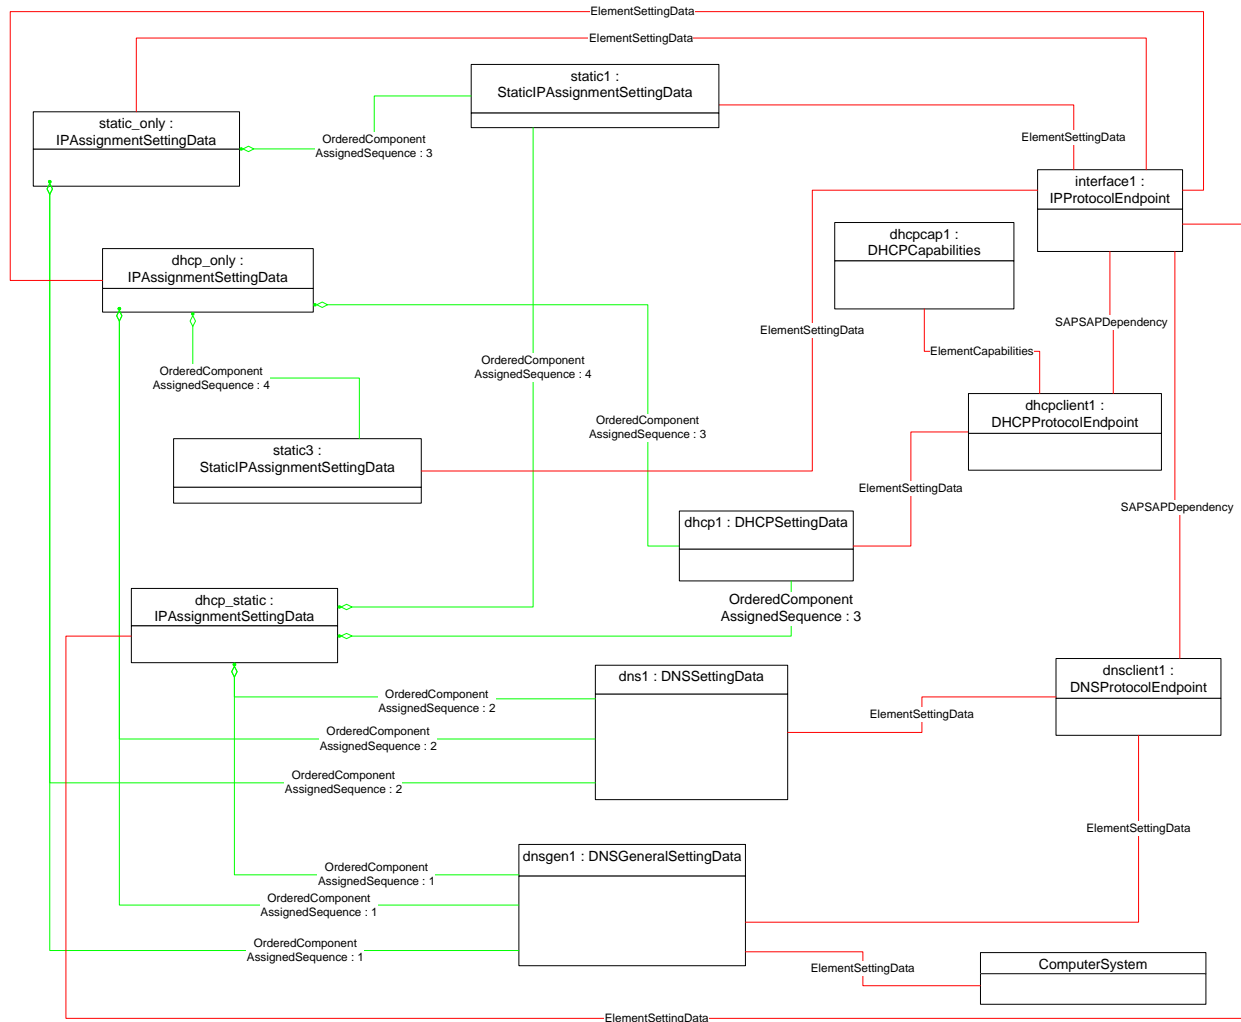 ElementSettingData
ElementSettingData
static1 :
StaticIPAssignmentSettingData
static_only :
IPAssignmentSettingData
OrderedComponent
AssignedSequence : 3
ElementSettingData
interface1 :
IPProtocolEndpoint
dhcpcap1 :
DHCPCapabilities
dhcp_only :
IPAssignmentSettingData
ElementSettingData
SAPSAPDependency
ElementCapabilities
OrderedComponent
AssignedSequence : 4
OrderedComponent
AssignedSequence : 4
OrderedComponent
AssignedSequence : 3
dhcpclient1 :
DHCPProtocolEndpoint
static3 :
StaticIPAssignmentSettingData
ElementSettingData
SAPSAPDependency
dhcp1 : DHCPSettingData
dhcp_static :
IPAssignmentSettingData
OrderedComponent
AssignedSequence : 3
dns1 : DNSSettingData
dnsclient1 :
DNSProtocolEndpoint
OrderedComponent
AssignedSequence : 2
ElementSettingData
OrderedComponent
AssignedSequence : 2
OrderedComponent
AssignedSequence : 2
ElementSettingData
dnsgen1 : DNSGeneralSettingData
OrderedComponent
AssignedSequence : 1
OrderedComponent
AssignedSequence : 1
OrderedComponent
AssignedSequence : 1
ElementSettingData
ComputerSystem
ElementSettingData